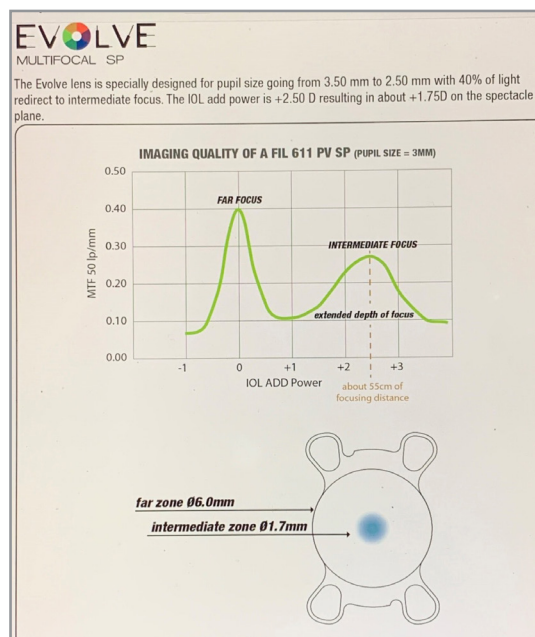 EVOLVE
MULTIFOCAL SP
The Evolve lens is specially designed for pupil size going from 3.50 mm to 2.50 mm with 40% of light
redirect to intermediate focus. The IOL add power is +2.50 D resulting in about +1.75D on the spectacle
plane.
IMAGING QUALITY OF A FIL 611 PV SP (PUPIL SIZE = 3MM)
0.50
FAR FOCUS
0.40
MTF 50 lp/mm
0.30
INTERMEDIATE FOCUS
0.20
0.10
extended depth of focus
0.00
-1 0 +1 +2 +3
IOL ADD Power
about 55cm of
focusing distance
far zone Ø6.0mm
intermediate zone Ø1.7mm